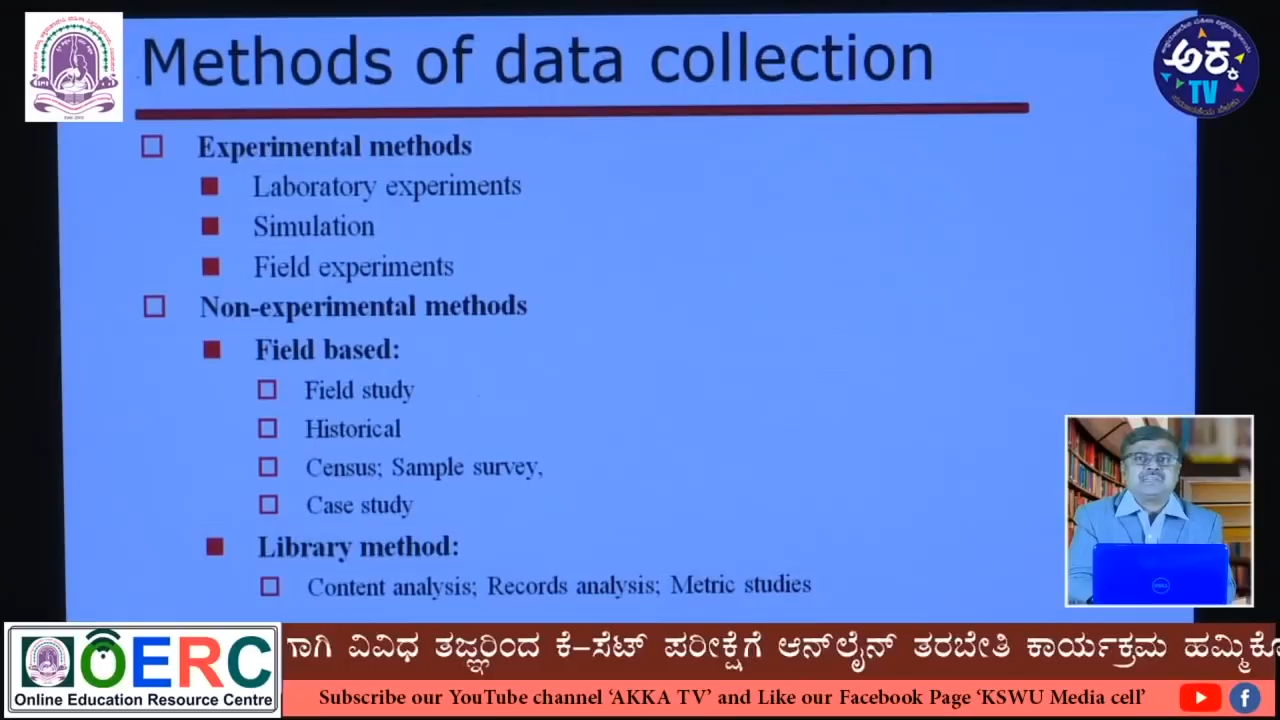 Methods of data collection
ಅಕ್ಕ
TV
Experimental methods
Laboratory experiments
Simulation
Field experiments
Non-experimental methods
Field based:
Field study
Historical
Census; Sample survey,
Case study
Library method:
Content analysis; Records analysis; Metric studies
DELL
OERC
Online Education Resource Centre
ಗಾಗಿ ವಿವಿಧ ತಜ್ಞರಿಂದ ಕೆ-ಸೆಟ್ ಪರೀಕ್ಷೆಗೆ ಆನ್‌ಲೈನ್ ತರಬೇತಿ ಕಾರ್ಯಕ್ರಮ ಹಮ್ಮಿಕೊ
Subscribe our YouTube channel ‘AKKA TV’ and Like our Facebook Page ‘KSWU Media cell’